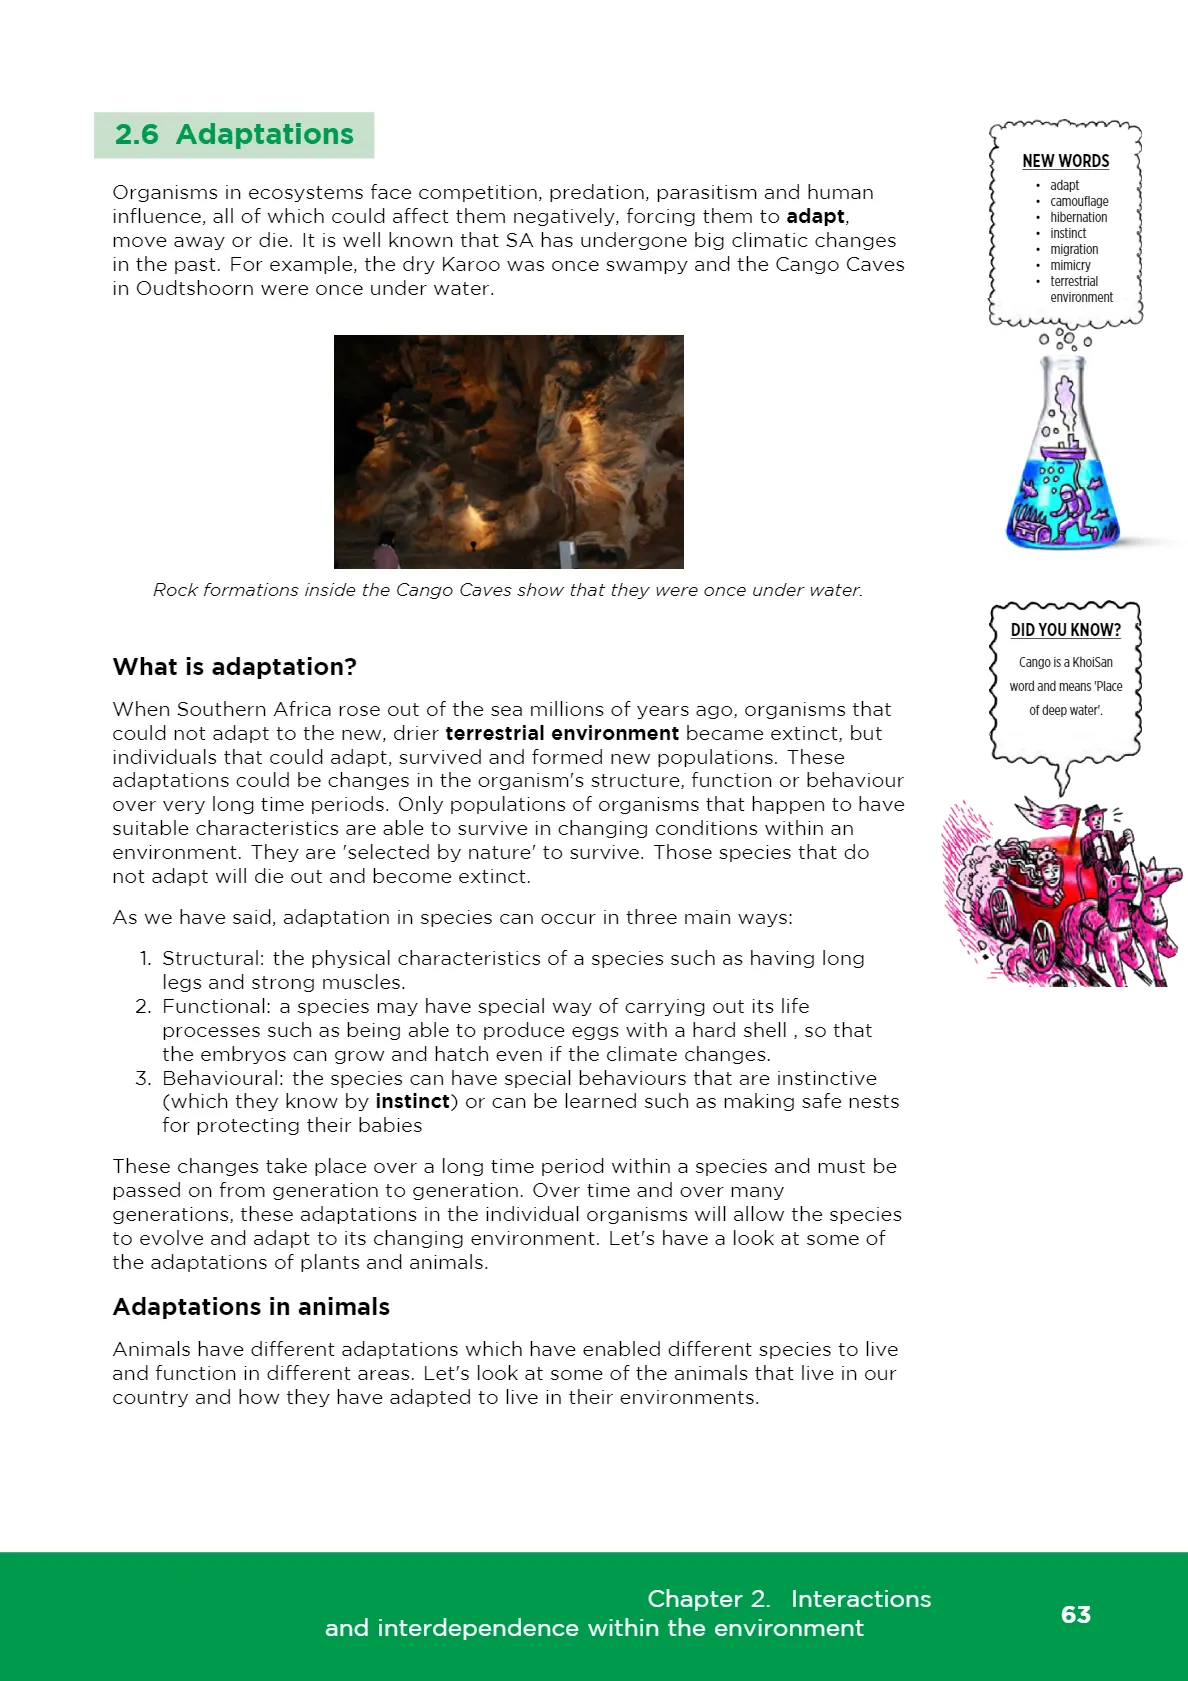 2.6 Adaptations
Organisms in ecosystems face competition, predation, parasitism and human
influence, all of which could affect them negatively, forcing them to adapt,
move away or die. It is well known that SA has undergone big climatic changes
in the past. For example, the dry Karoo was once swampy and the Cango Caves
in Oudtshoorn were once under water.
Rock formations inside the Cango Caves show that they were once under water.
What is adaptation?
When Southern Africa rose out of the sea millions of years ago, organisms that
could not adapt to the new, drier terrestrial environment became extinct, but
individuals that could adapt, survived and formed new populations. These
adaptations could be changes in the organism's structure, function or behaviour
over very long time periods. Only populations of organisms that happen to have
suitable characteristics are able to survive in changing conditions within an
environment. They are 'selected by nature' to survive. Those species that do
not adapt will die out and become extinct.
As we have said, adaptation in species can occur in three main ways:
1. Structural: the physical characteristics of a species such as having long
legs and strong muscles.
2. Functional: a species may have special way of carrying out its life
processes such as being able to produce eggs with a hard shell , so that
the embryos can grow and hatch even if the climate changes.
3. Behavioural: the species can have special behaviours that are instinctive
(which they know by instinct) or can be learned such as making safe nests
for protecting their babies
These changes take place over a long time period within a species and must be
passed on from generation to generation. Over time and over many
generations, these adaptations in the individual organisms will allow the species
to evolve and adapt to its changing environment. Let's have a look at some of
the adaptations of plants and animals.
Adaptations in animals
Animals have different adaptations which have enabled different species to live
and function in different areas. Let's look at some of the animals that live in our
country and how they have adapted to live in their environments.
NEW WORDS
• adapt
• camouflage
• hibernation
• instinct
• migration
• mimicry
• terrestrial
environment
DID YOU KNOW?
Cango is a KhoiSan
word and means 'Place
of deep water'.
Chapter 2. Interactions
and interdependence within the environment
63